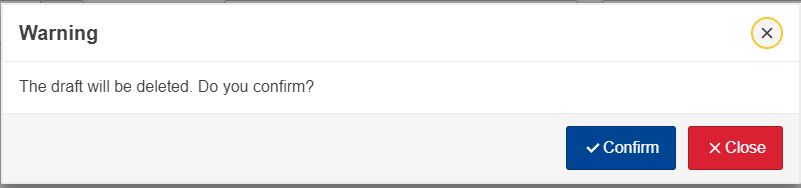 Warning
The draft will be deleted. Do you confirm?
Confirm
Close